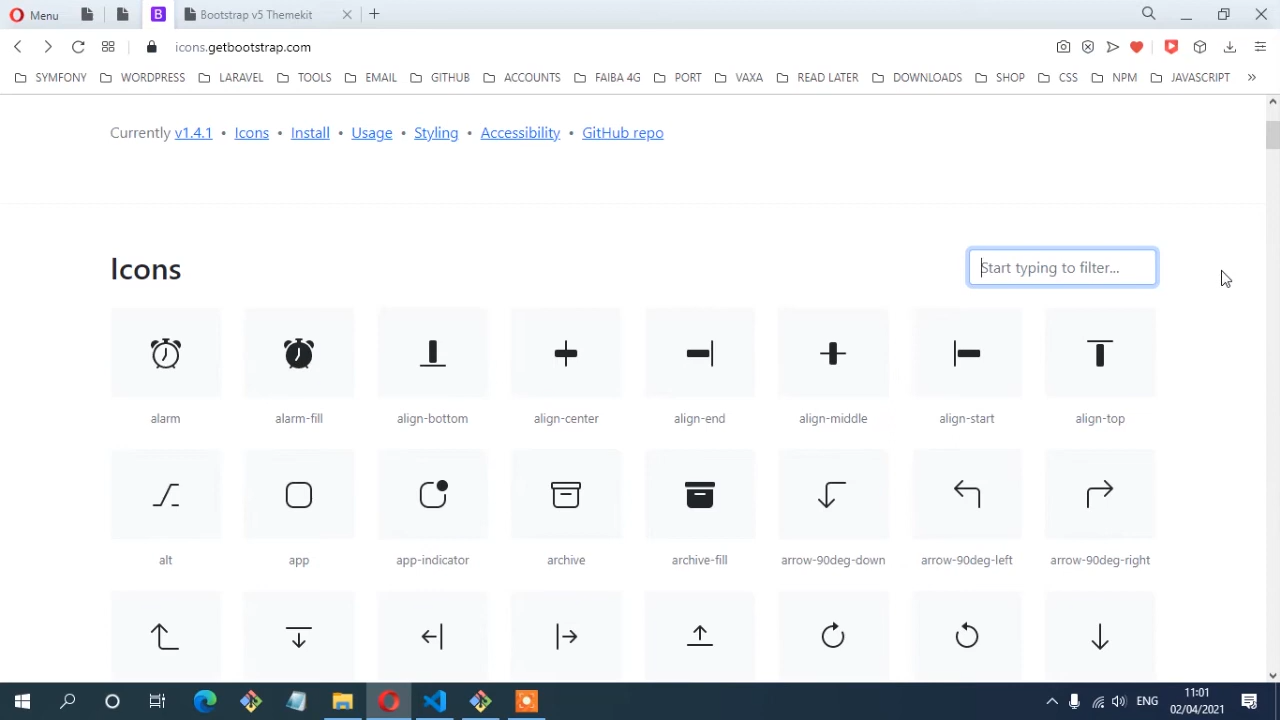 Menu
B
Bootstrap v5 Themekit
icons.getbootstrap.com
SYMFONY WORDPRESS LARAVEL TOOLS EMAIL GITHUB ACCOUNTS FAIBA 4G PORT VAXA READ LATER DOWNLOADS SHOP CSS NPM JAVASCRIPT »
Currently v1.4.1 • Icons • Install • Usage • Styling • Accessibility • GitHub repo
Icons
Start typing to filter...
alarm alarm-fill align-bottom align-center align-end align-middle align-start align-top
alt app app-indicator archive archive-fill arrow-90deg-down arrow-90deg-left arrow-90deg-right
ENG
11:01
02/04/2021